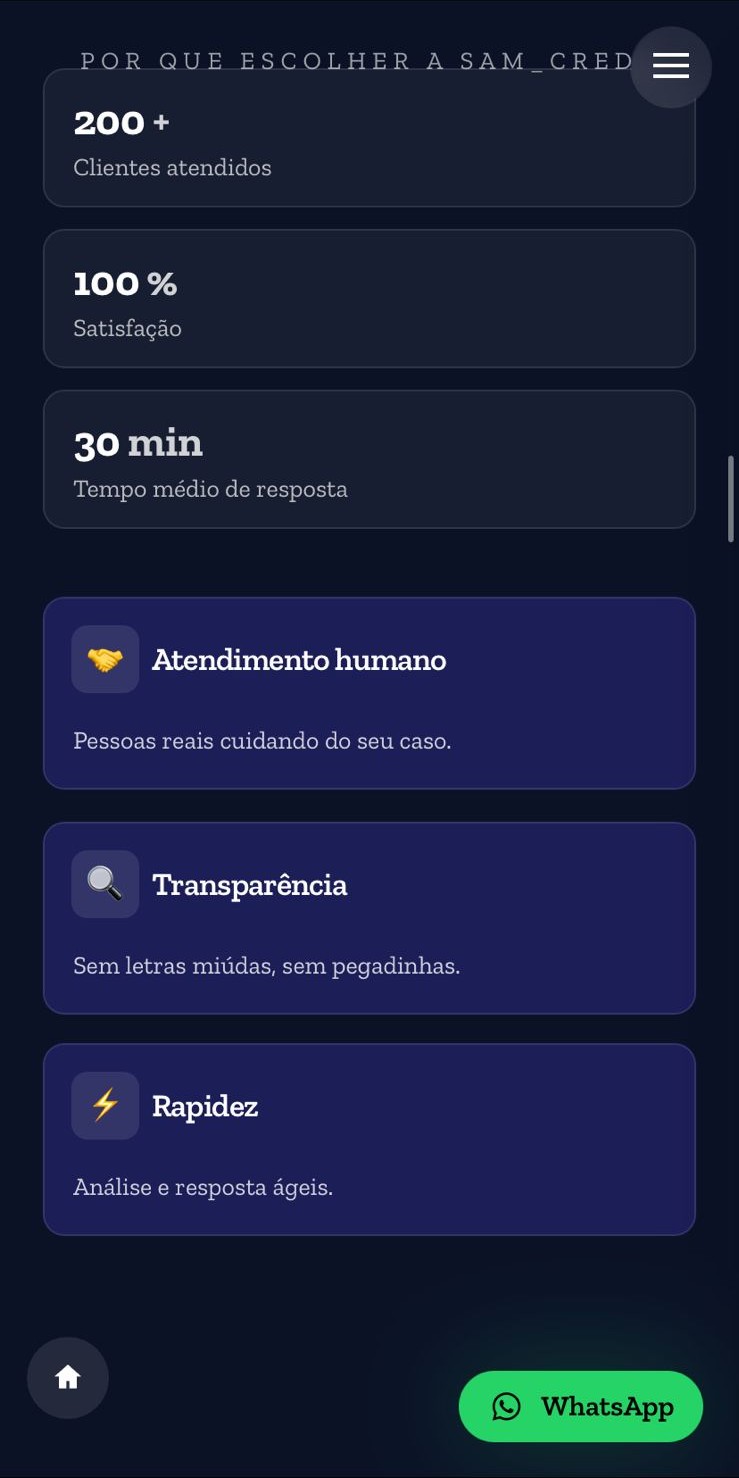 POR QUE ESCOLHER A SAM_CRED
200 +
Clientes atendidos
100 %
Satisfação
30 min
Tempo médio de resposta
Atendimento humano
Pessoas reais cuidando do seu caso.
Transparência
Sem letras miúdas, sem pegadinhas.
Rapidez
Análise e resposta ágeis.
WhatsApp